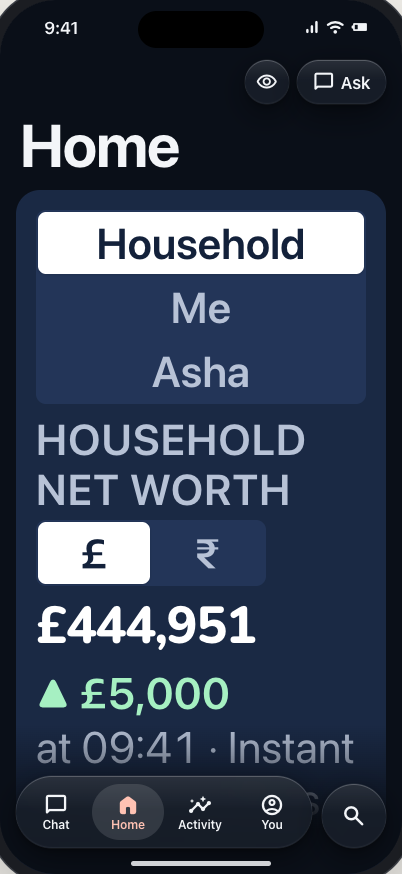 9:41
Ask
Home
Household
Me
Asha
HOUSEHOLD
NET WORTH
£
₹
£444,951
▲ £5,000
at 09:41 · Instant
Chat
Home
Activity
You